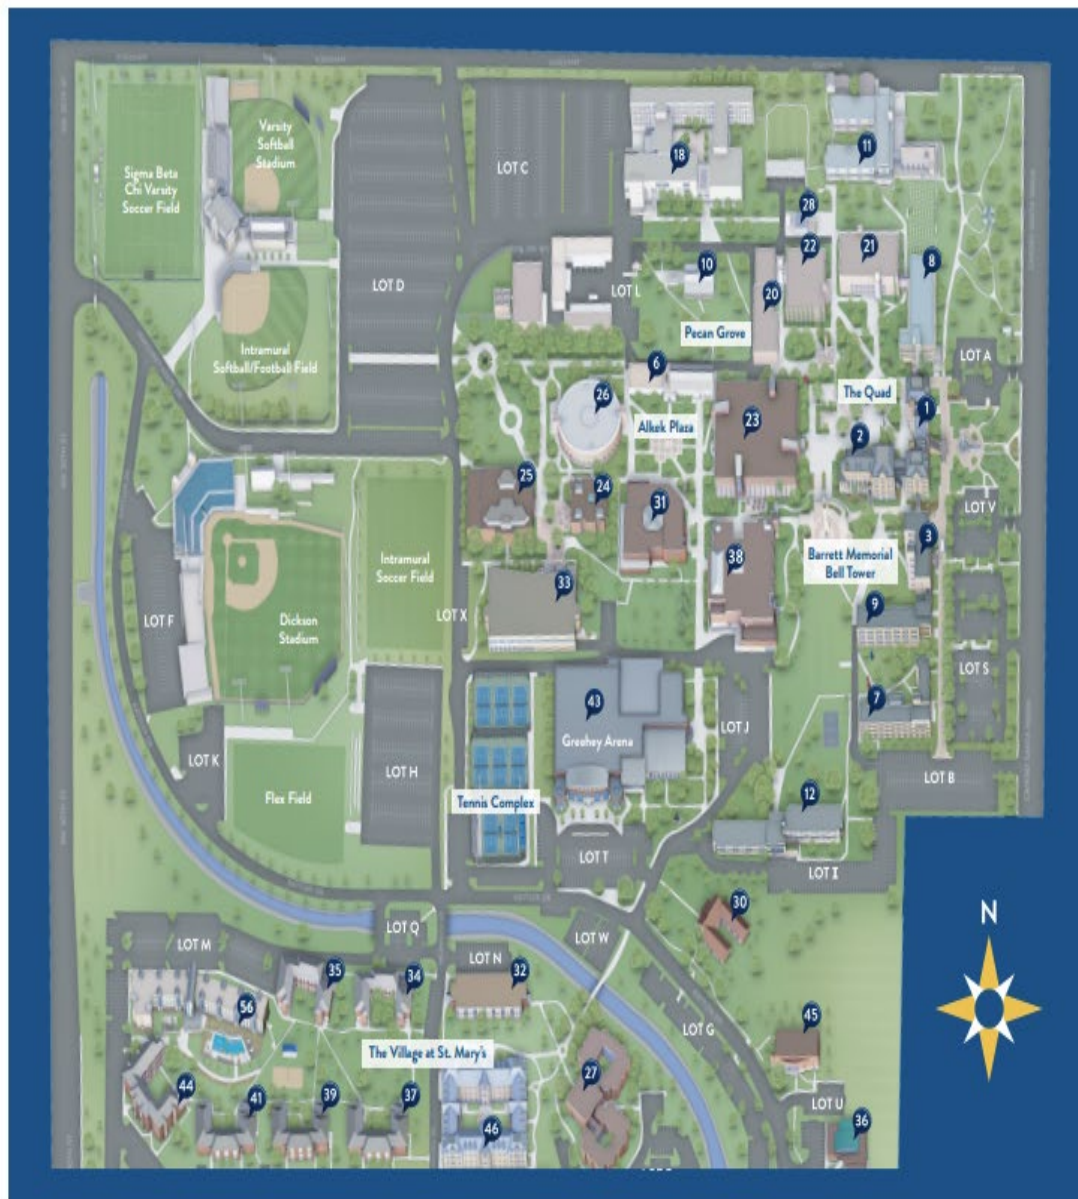 Varsity
Softball
Stadium
Sigma Beta
Chi Varsity
Soccer Field
LOT C
18
11
28
22
21
8
10
20
LOT L
LOT D
Pecan Grove
Intramural
Softball/Football Field
6
LOT A
26
The Quad
1
Alkek Plaza
23
2
25
24
31
LOT V
3
38
Barrett Memorial
Bell Tower
Intramural
Soccer Field
33
9
LOT F
Dickson
Stadium
LOT X
LOT S
7
43
Greehey Arena
LOT J
LOT K
LOT H
LOT B
Flex Field
Tennis Complex
12
LOT T
LOT I
30
N
LOT Q
LOT M
LOT W
35
34
LOT N
32
56
LOT G
45
The Village at St. Mary's
44
41
39
37
27
LOT U
46
36